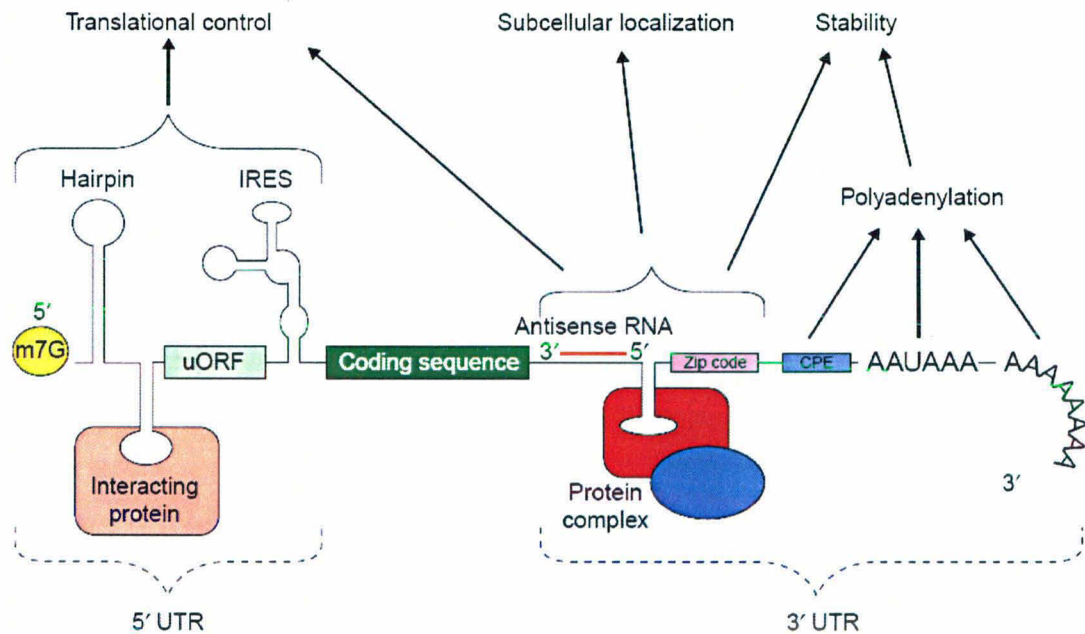 Translational control
Subcellular localization
Stability
Hairpin
IRES
Polyadenylation
5′
m7G
uORF
Coding sequence
Antisense RNA
3′
5′
Zip code
CPE
AAUAAA
AAAAAAAA
Interacting
protein
Protein
complex
3′
5′ UTR
3′ UTR